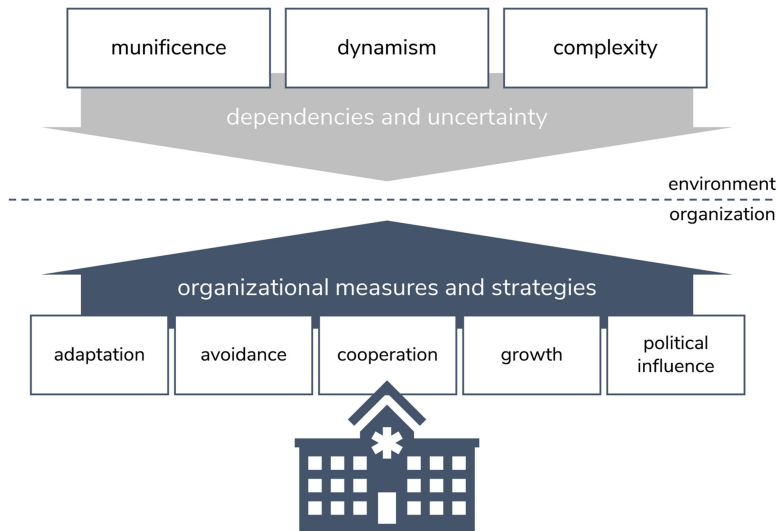 munificence
dynamism
complexity
dependencies and uncertainty
environment
organization
organizational measures and strategies
adaptation
avoidance
cooperation
growth
political
influence